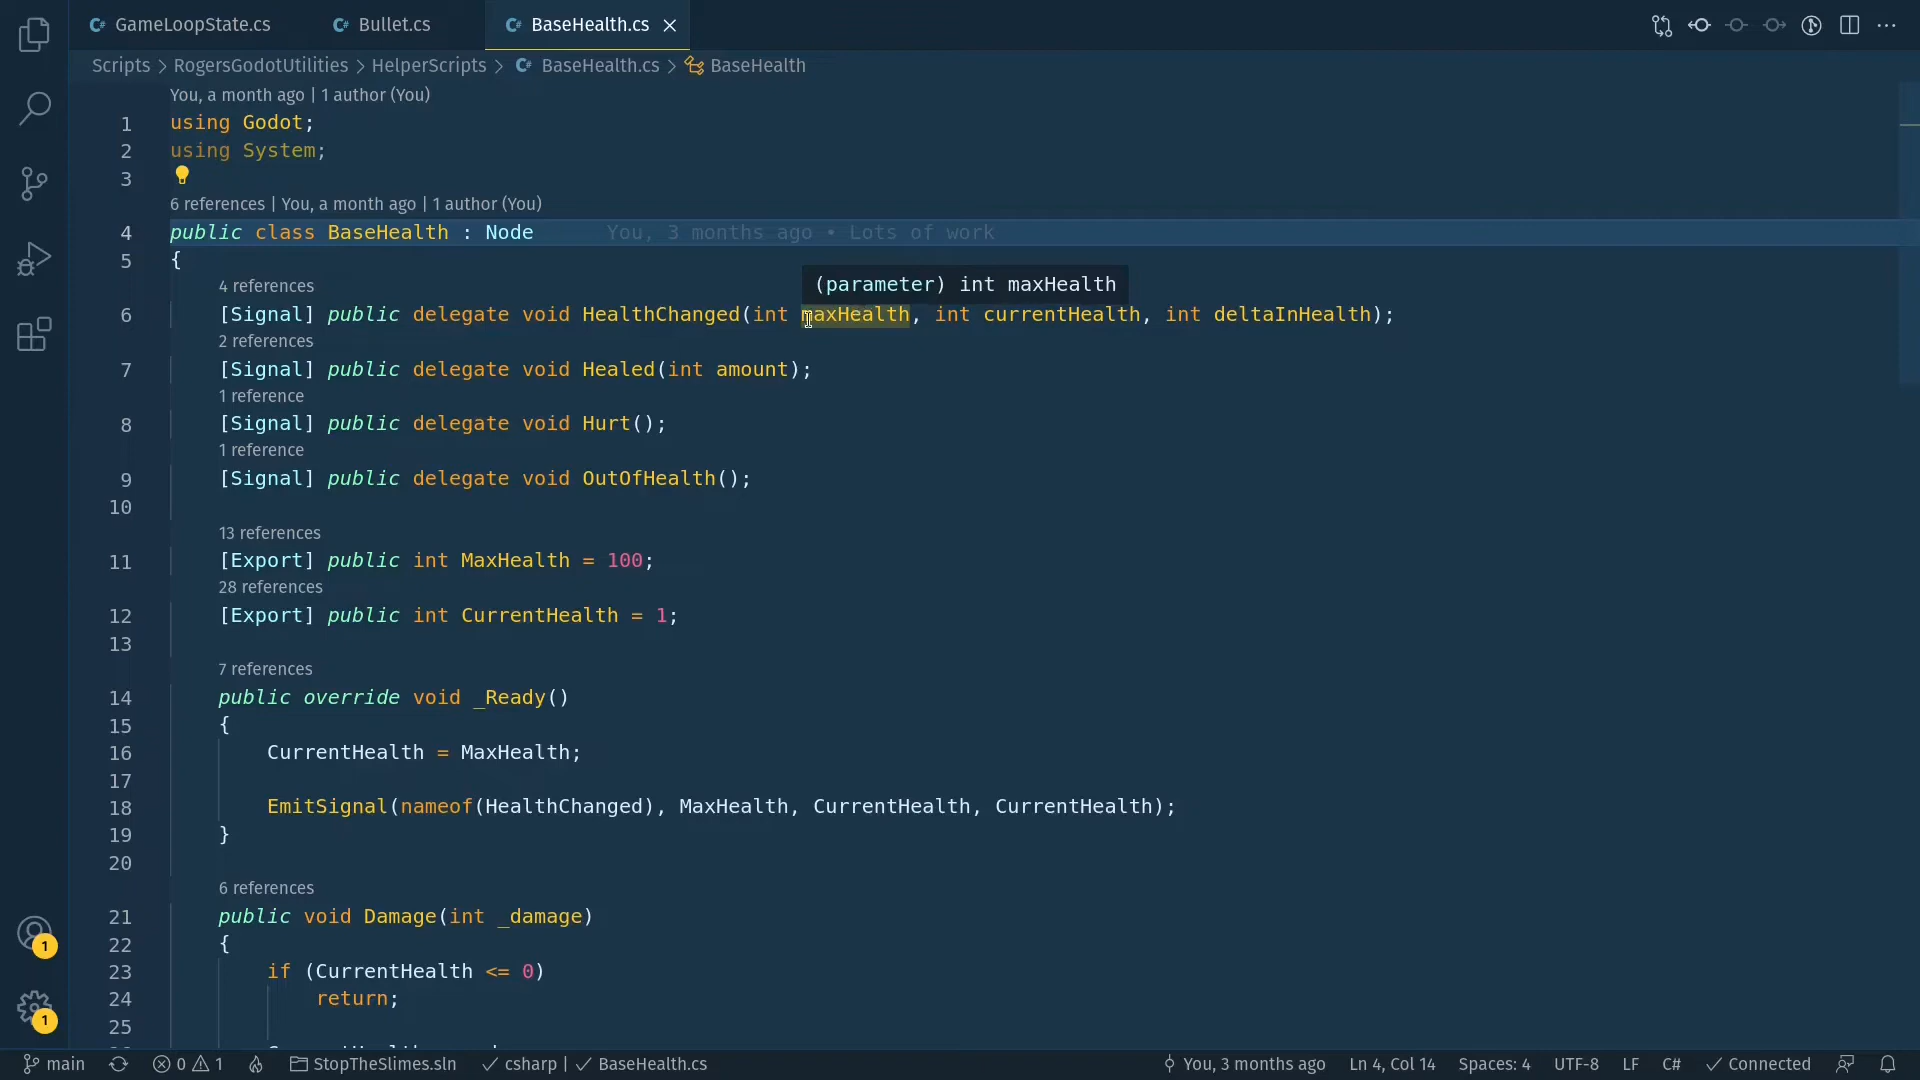 GameLoopState.cs
Bullet.cs
BaseHealth.cs
Scripts > RogersGodotUtilities > HelperScripts > BaseHealth.cs > BaseHealth
You, a month ago | 1 author (You)
1 using Godot;
2 using System;
3
6 references | You, a month ago | 1 author (You)
4 public class BaseHealth : Node You, 3 months ago • Lots of work
5 {
(parameter) int maxHealth
4 references
6 [Signal] public delegate void HealthChanged(int maxHealth, int currentHealth, int deltaInHealth);
2 references
7 [Signal] public delegate void Healed(int amount);
1 reference
8 [Signal] public delegate void Hurt();
1 reference
9 [Signal] public delegate void OutOfHealth();
10
13 references
11 [Export] public int MaxHealth = 100;
28 references
12 [Export] public int CurrentHealth = 1;
13
7 references
14 public override void _Ready()
15 {
16 CurrentHealth = MaxHealth;
17
18 EmitSignal(nameof(HealthChanged), MaxHealth, CurrentHealth, CurrentHealth);
19 }
20
6 references
21 public void Damage(int _damage)
22 {
23 if (CurrentHealth <= 0)
24 return;
25
1
1
main 0 1 StopTheSlimes.sln csharp | BaseHealth.cs You, 3 months ago Ln 4, Col 14 Spaces: 4 UTF-8 LF C# Connected